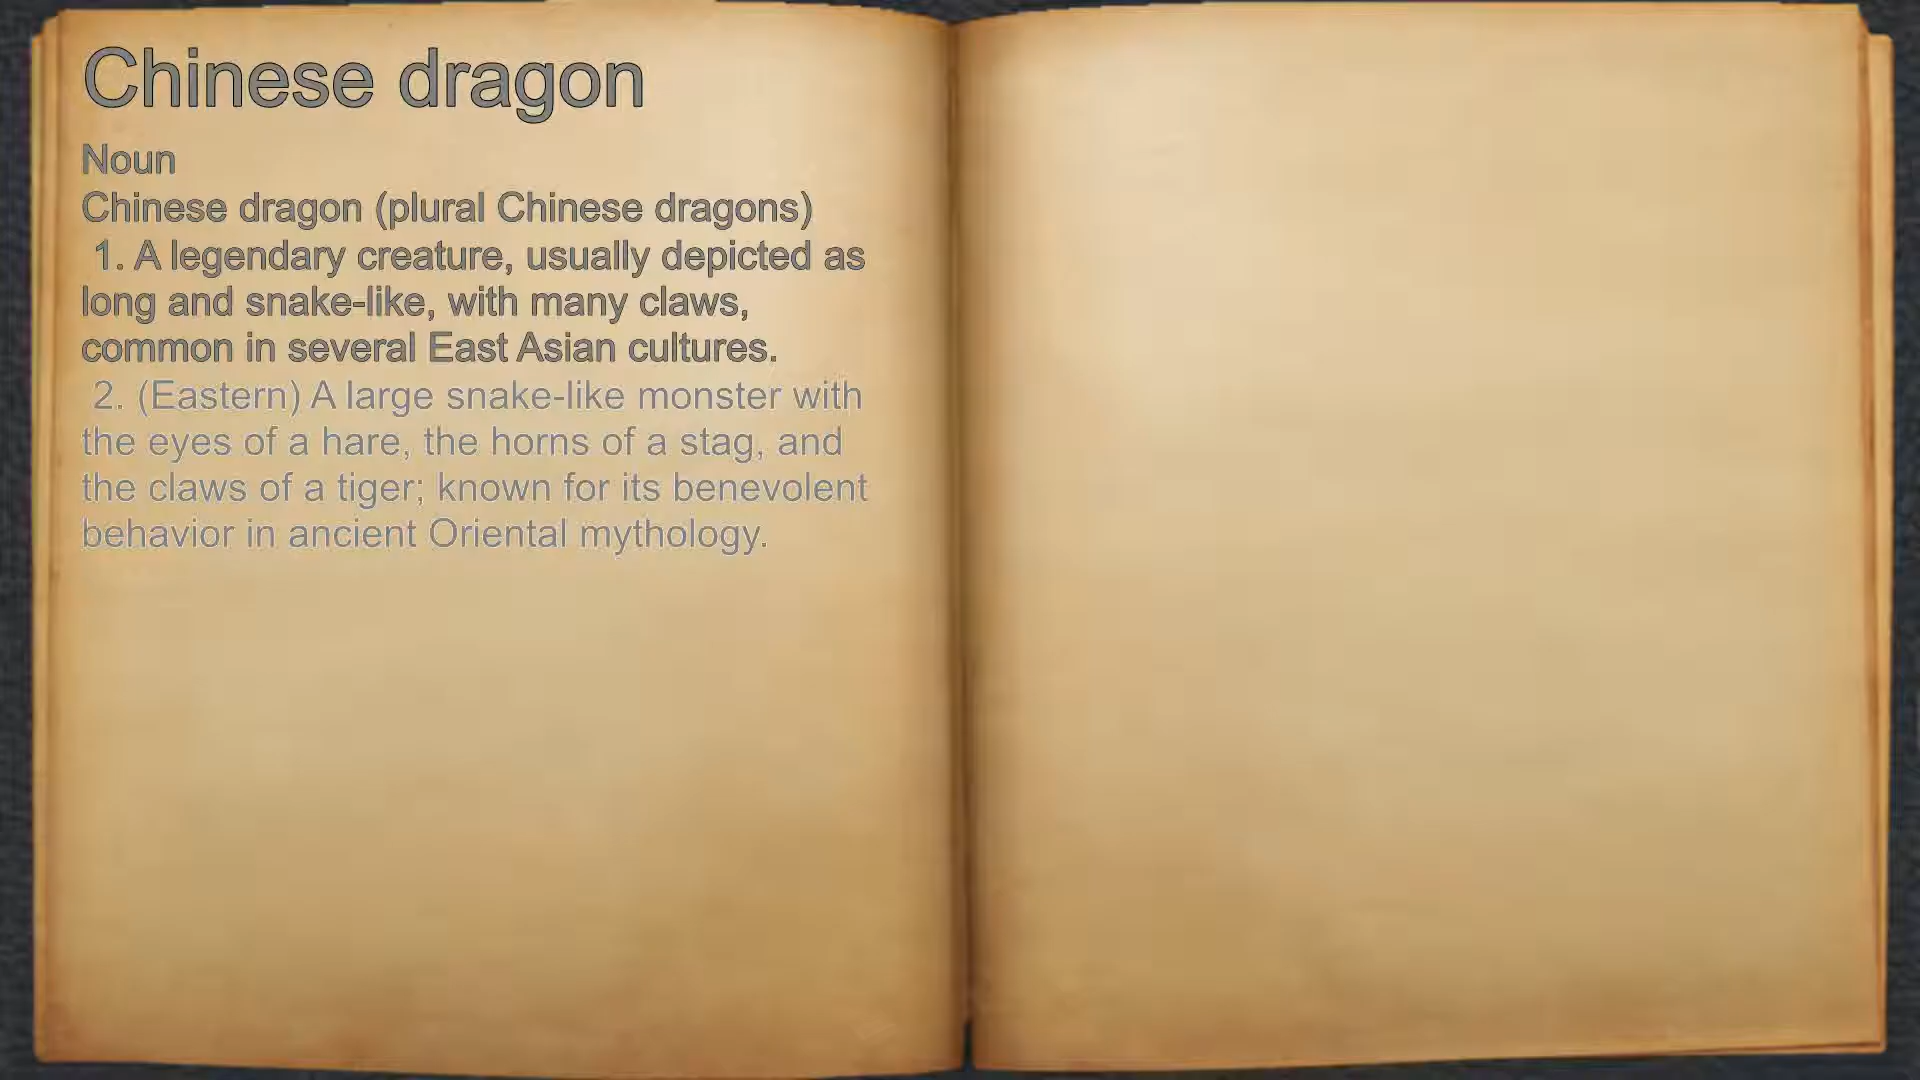 Chinese dragon
Noun
Chinese dragon (plural Chinese dragons)
1. A legendary creature, usually depicted as
long and snake-like, with many claws,
common in several East Asian cultures.
2. (Eastern) A large snake-like monster with
the eyes of a hare, the horns of a stag, and
the claws of a tiger; known for its benevolent
behavior in ancient Oriental mythology.